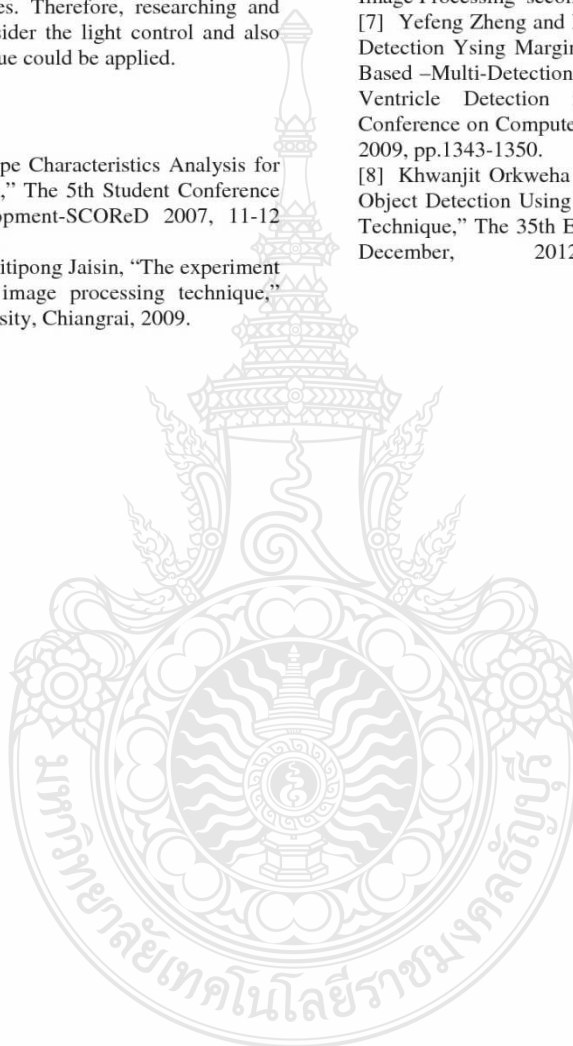 es. Therefore, researching and
sider the light control and also
ue could be applied.
pe Characteristics Analysis for
,” The 5th Student Conference
opment-SCOReD 2007, 11-12
itipong Jaisin, “The experiment
image processing technique,”
sity, Chiangrai, 2009.
[7] Yefeng Zheng and
Detection Ysing Margin
Based –Multi-Detection
Ventricle Detection
Conference on Compute
2009, pp.1343-1350.
[8] Khwanjit Orkweha
Object Detection Using
Technique,” The 35th E
December, 2012
มหาวิทยาลัยเทคโนโลยีราชมงคลธัญบุรี